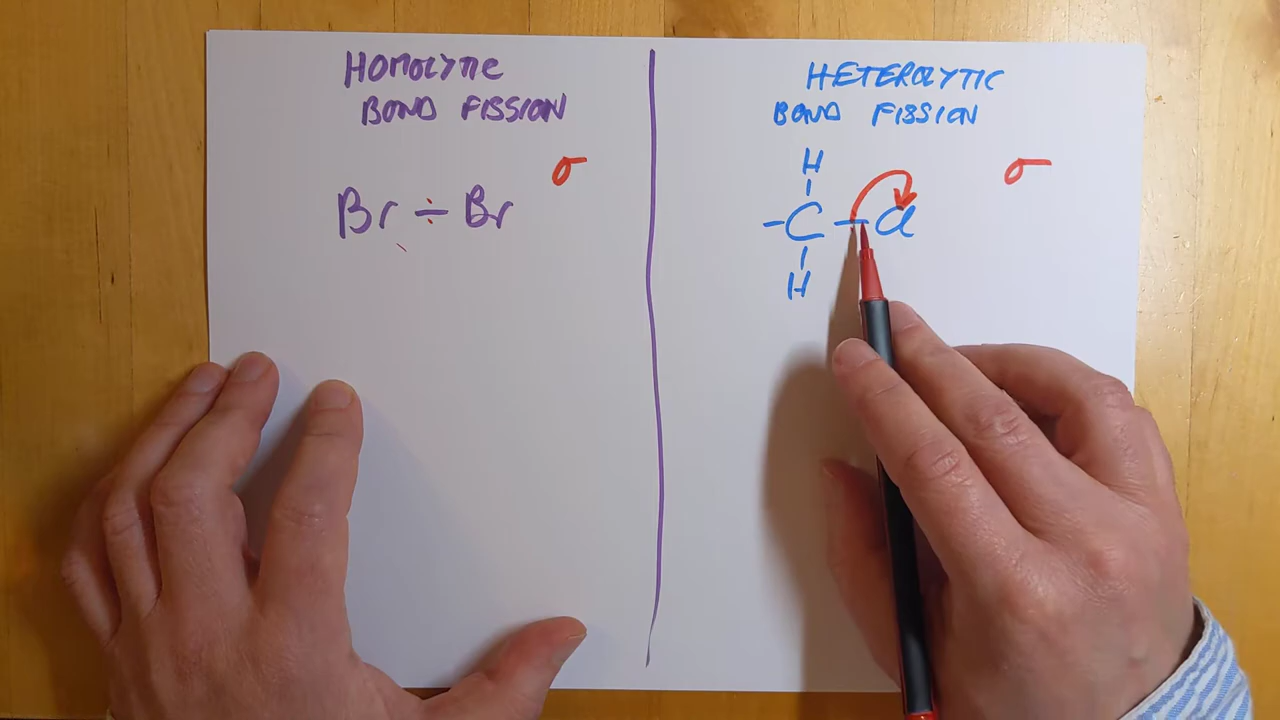 HOMOLYTIC
BOND FISSION
σ
Br ÷ Br
HETEROLYTIC
BOND FISSION
σ
H
-C-Cl
H